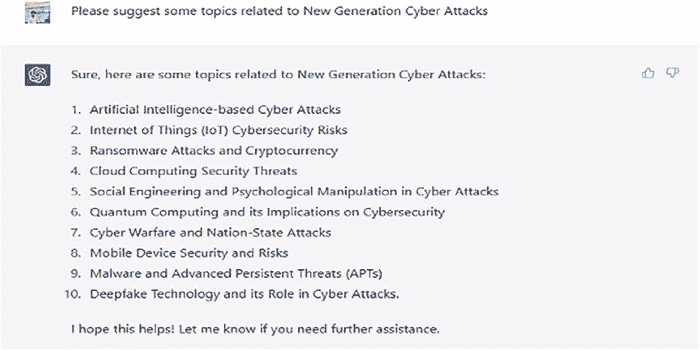 Please suggest some topics related to New Generation Cyber Attacks
Sure, here are some topics related to New Generation Cyber Attacks:
1. Artificial Intelligence-based Cyber Attacks
2. Internet of Things (IoT) Cybersecurity Risks
3. Ransomware Attacks and Cryptocurrency
4. Cloud Computing Security Threats
5. Social Engineering and Psychological Manipulation in Cyber Attacks
6. Quantum Computing and its Implications on Cybersecurity
7. Cyber Warfare and Nation-State Attacks
8. Mobile Device Security and Risks
9. Malware and Advanced Persistent Threats (APTs)
10. Deepfake Technology and its Role in Cyber Attacks.
I hope this helps! Let me know if you need further assistance.